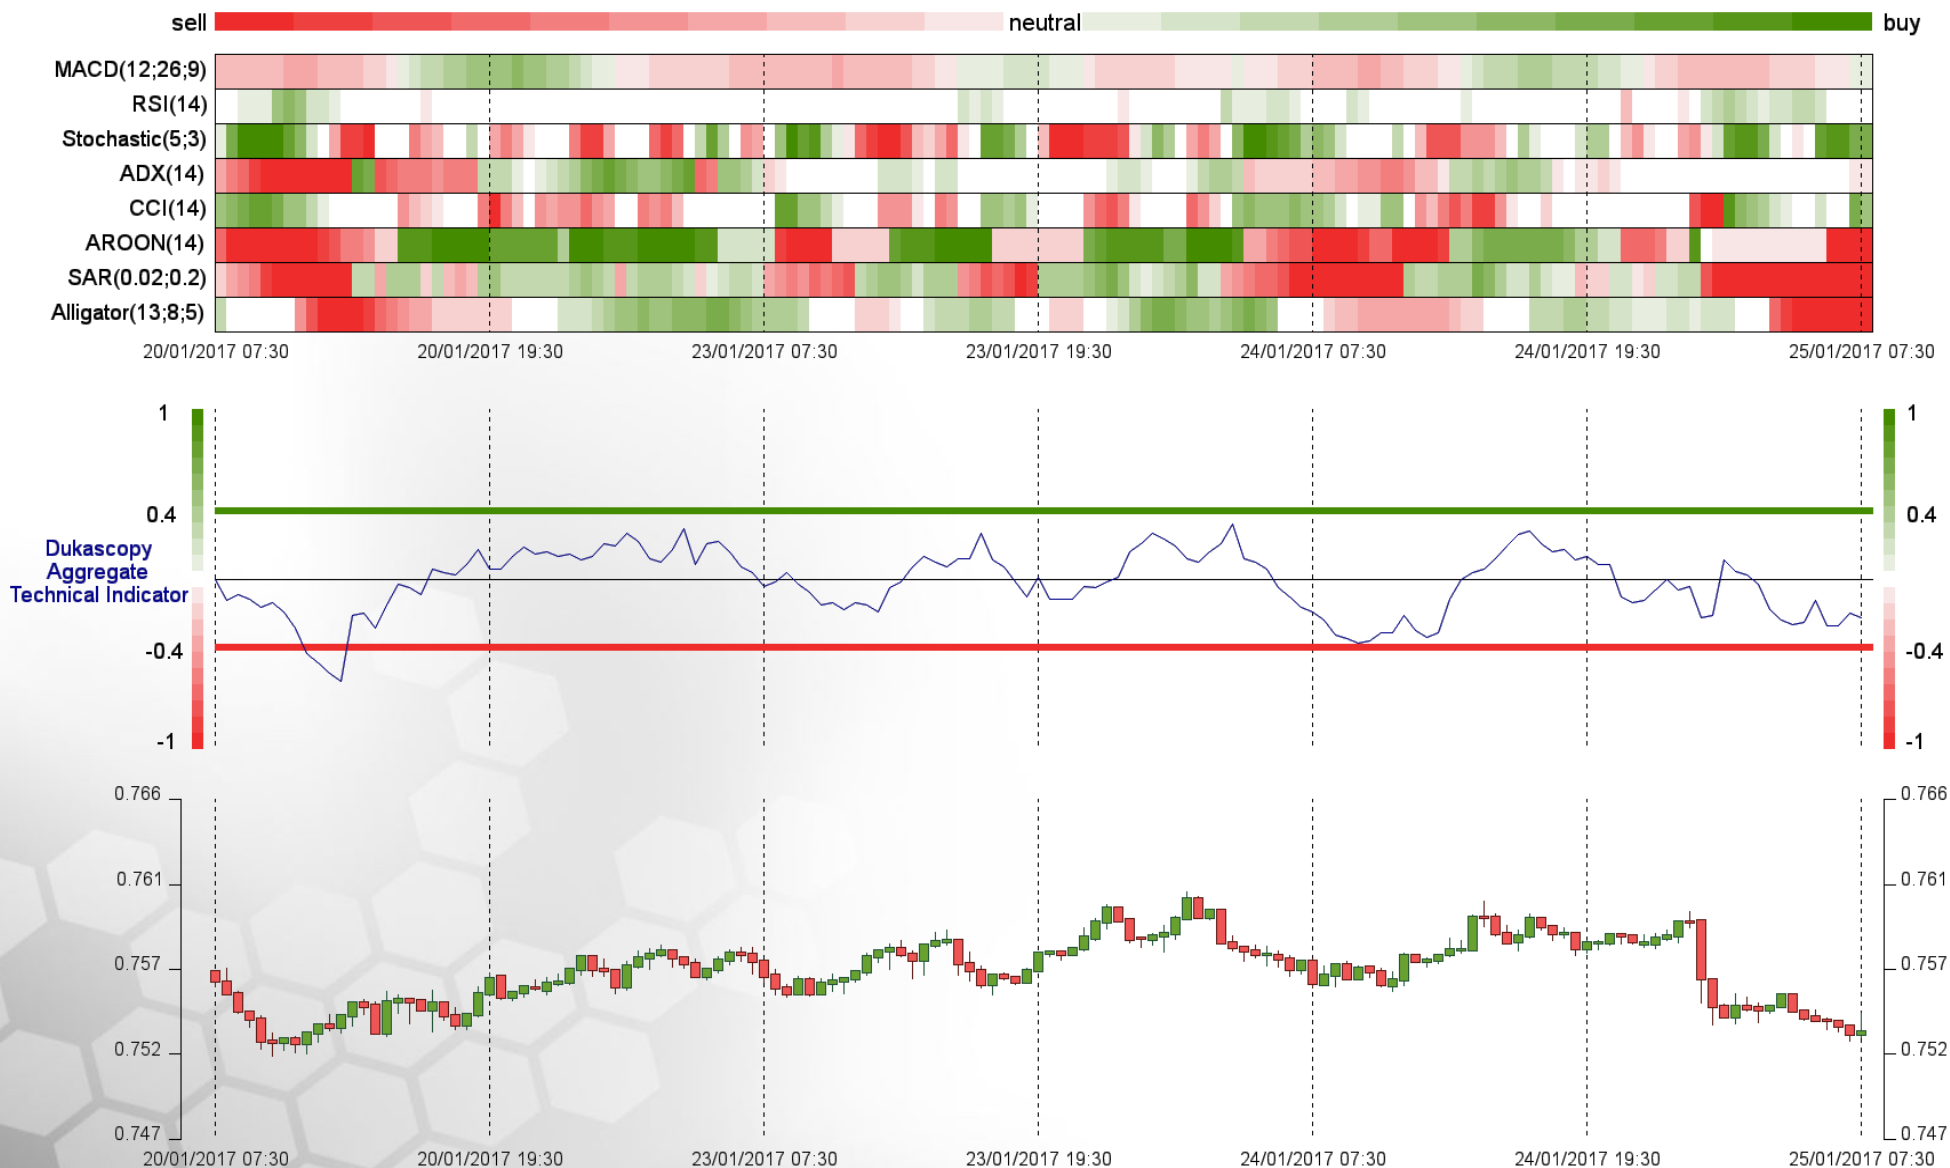 sell neutral buy
MACD(12;26;9)
RSI(14)
Stochastic(5;3)
ADX(14)
CCI(14)
AROON(14)
SAR(0.02;0.2)
Alligator(13;8;5)
20/01/2017 07:30 20/01/2017 19:30 23/01/2017 07:30 23/01/2017 19:30 24/01/2017 07:30 24/01/2017 19:30 25/01/2017 07:30
1 1
0.4 0.4
Dukascopy
Aggregate
Technical Indicator
-0.4 -0.4
-1 -1
0.766 0.766
0.761 0.761
0.757 0.757
0.752 0.752
0.747 0.747
20/01/2017 07:30 20/01/2017 19:30 23/01/2017 07:30 23/01/2017 19:30 24/01/2017 07:30 24/01/2017 19:30 25/01/2017 07:30